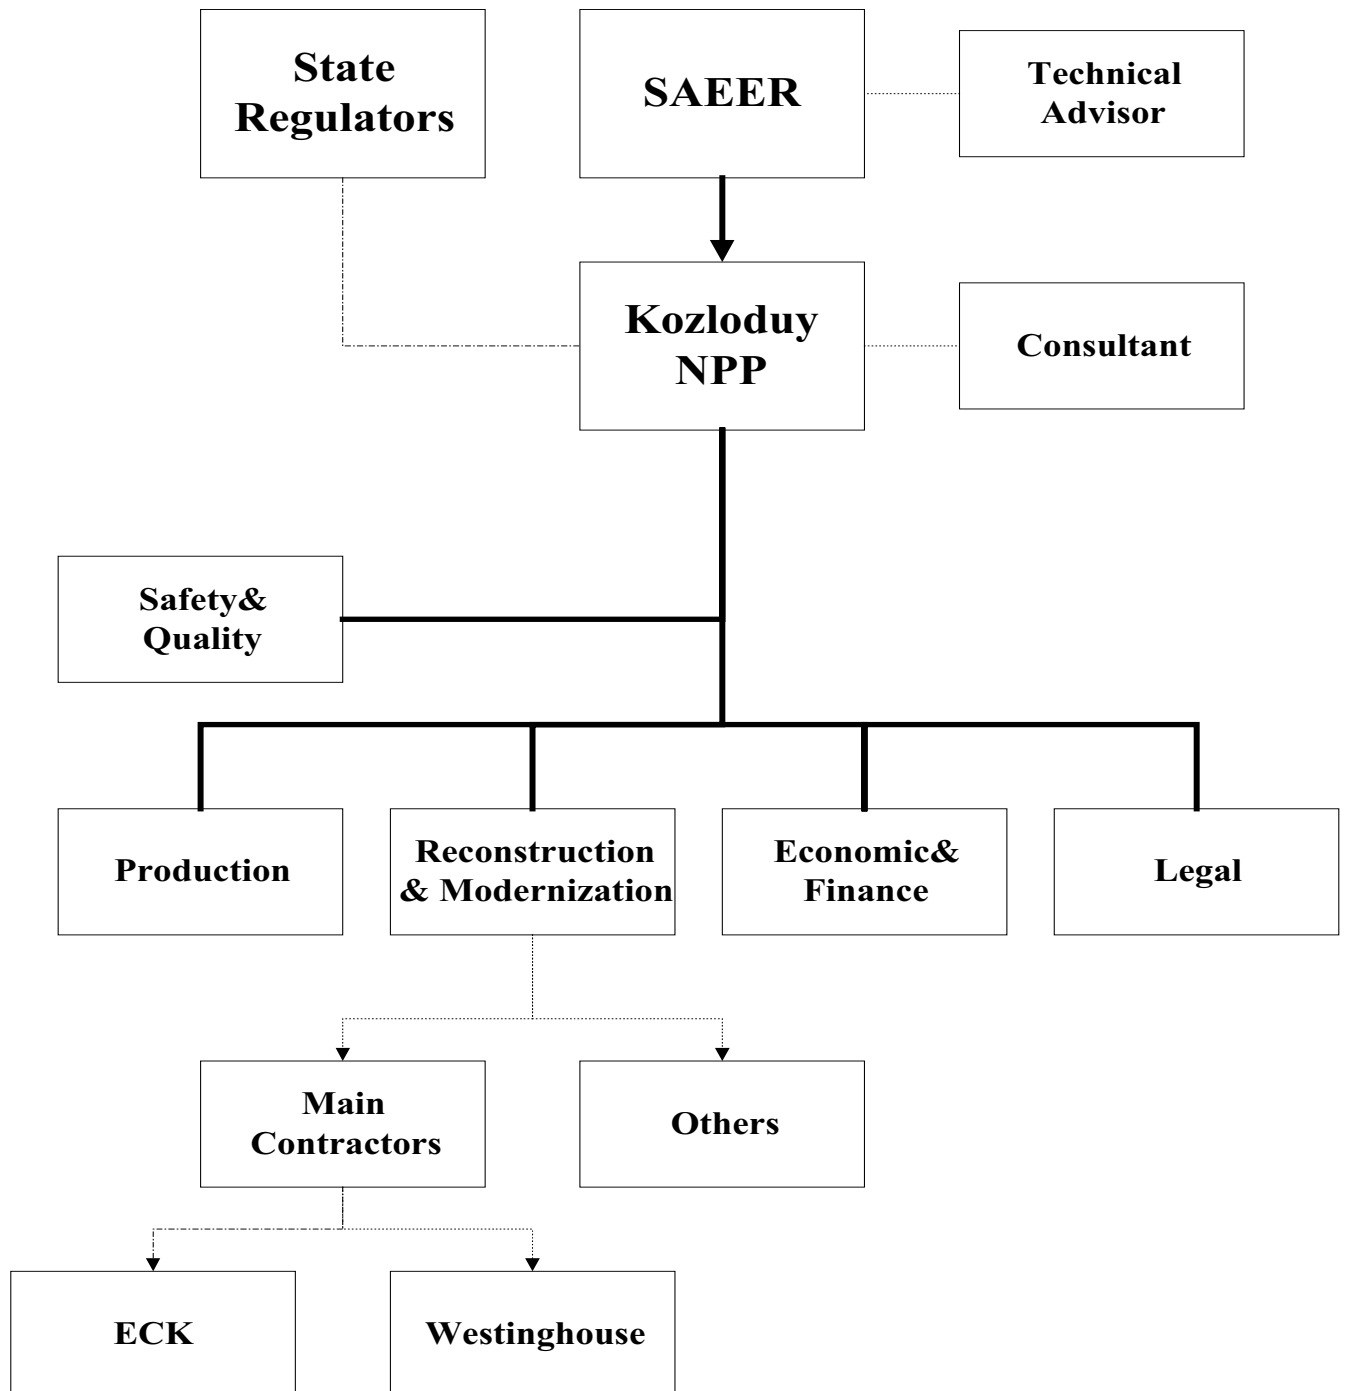 State
Regulators
SAEER
Technical
Advisor
Kozloduy
NPP
Consultant
Safety&
Quality
Production
Reconstruction
& Modernization
Economic&
Finance
Legal
Main
Contractors
Others
ECK
Westinghouse